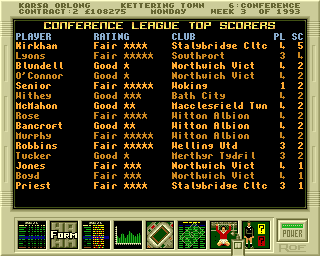 KARSA ORLONG KETTERING TOWN 6:CONFERENCE
CONTRACT:2 £108275 MONDAY WEEK 3 OF 1993
CONFERENCE LEAGUE TOP SCORERS
PLAYER RATING CLUB PL SC
Kirkhan Fair ★★★★ Stalybridge Cltc 4 5
Lyons Fair ★★★★ Southport 3 4
Blundell Good ★ Northwich Vict 4 2
O'Connor Good ★ Northwich Vict 4 2
Senior Fair ★★★★ Woking 1 2
Withey Good ★★ Bath City 4 2
McMahon Good ★★ Macclesfield Twn 4 2
Rose Fair ★★★★ Witton Albion 4 2
Bancroft Good ★★ Witton Albion 4 2
Murphy Fair ★★★★ Witton Albion 4 2
Robbins Fair ★★★★ Welling Utd 3 2
Tucker Good ★ Merthyr Tydfil 3 2
Jones Fair ★★★ Northwich Vict 4 1
Boyd Fair ★★★ Northwich Vict 4 1
Priest Fair ★★★★ Stalybridge Cltc 3 1
FORM
POWER
ROF